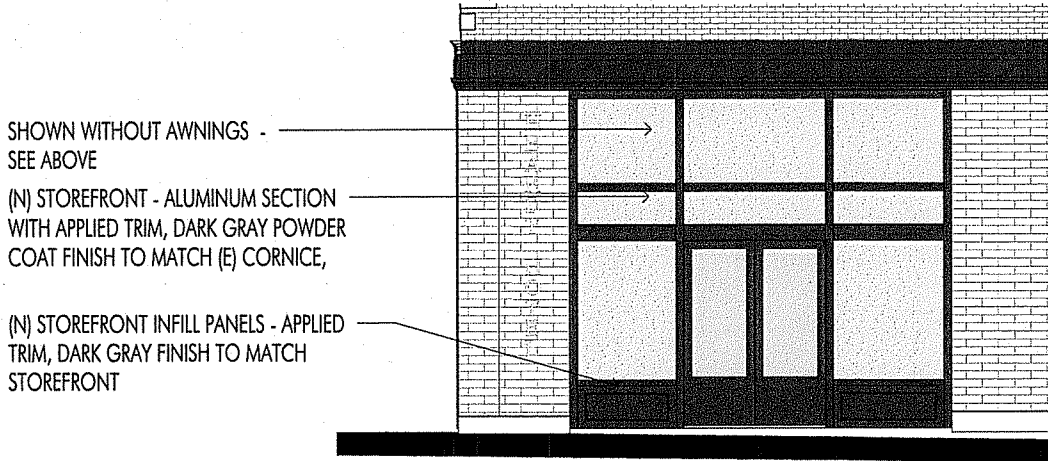 SHOWN WITHOUT AWNINGS -
SEE ABOVE
(N) STOREFRONT - ALUMINUM SECTION
WITH APPLIED TRIM, DARK GRAY POWDER
COAT FINISH TO MATCH (E) CORNICE,
(N) STOREFRONT INFILL PANELS - APPLIED
TRIM, DARK GRAY FINISH TO MATCH
STOREFRONT